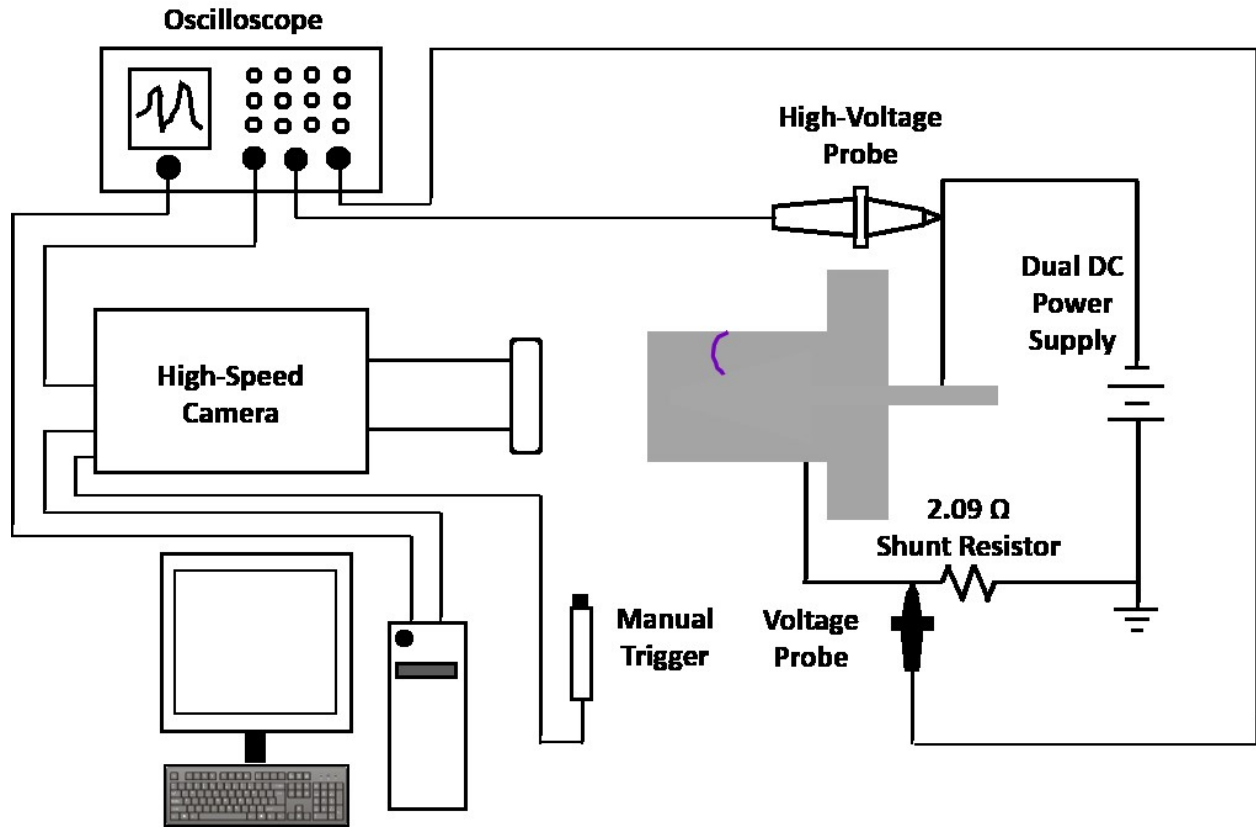 Oscilloscope
High-Voltage
Probe
Dual DC
Power
Supply
High-Speed
Camera
2.09 Ω
Shunt Resistor
Manual
Trigger
Voltage
Probe